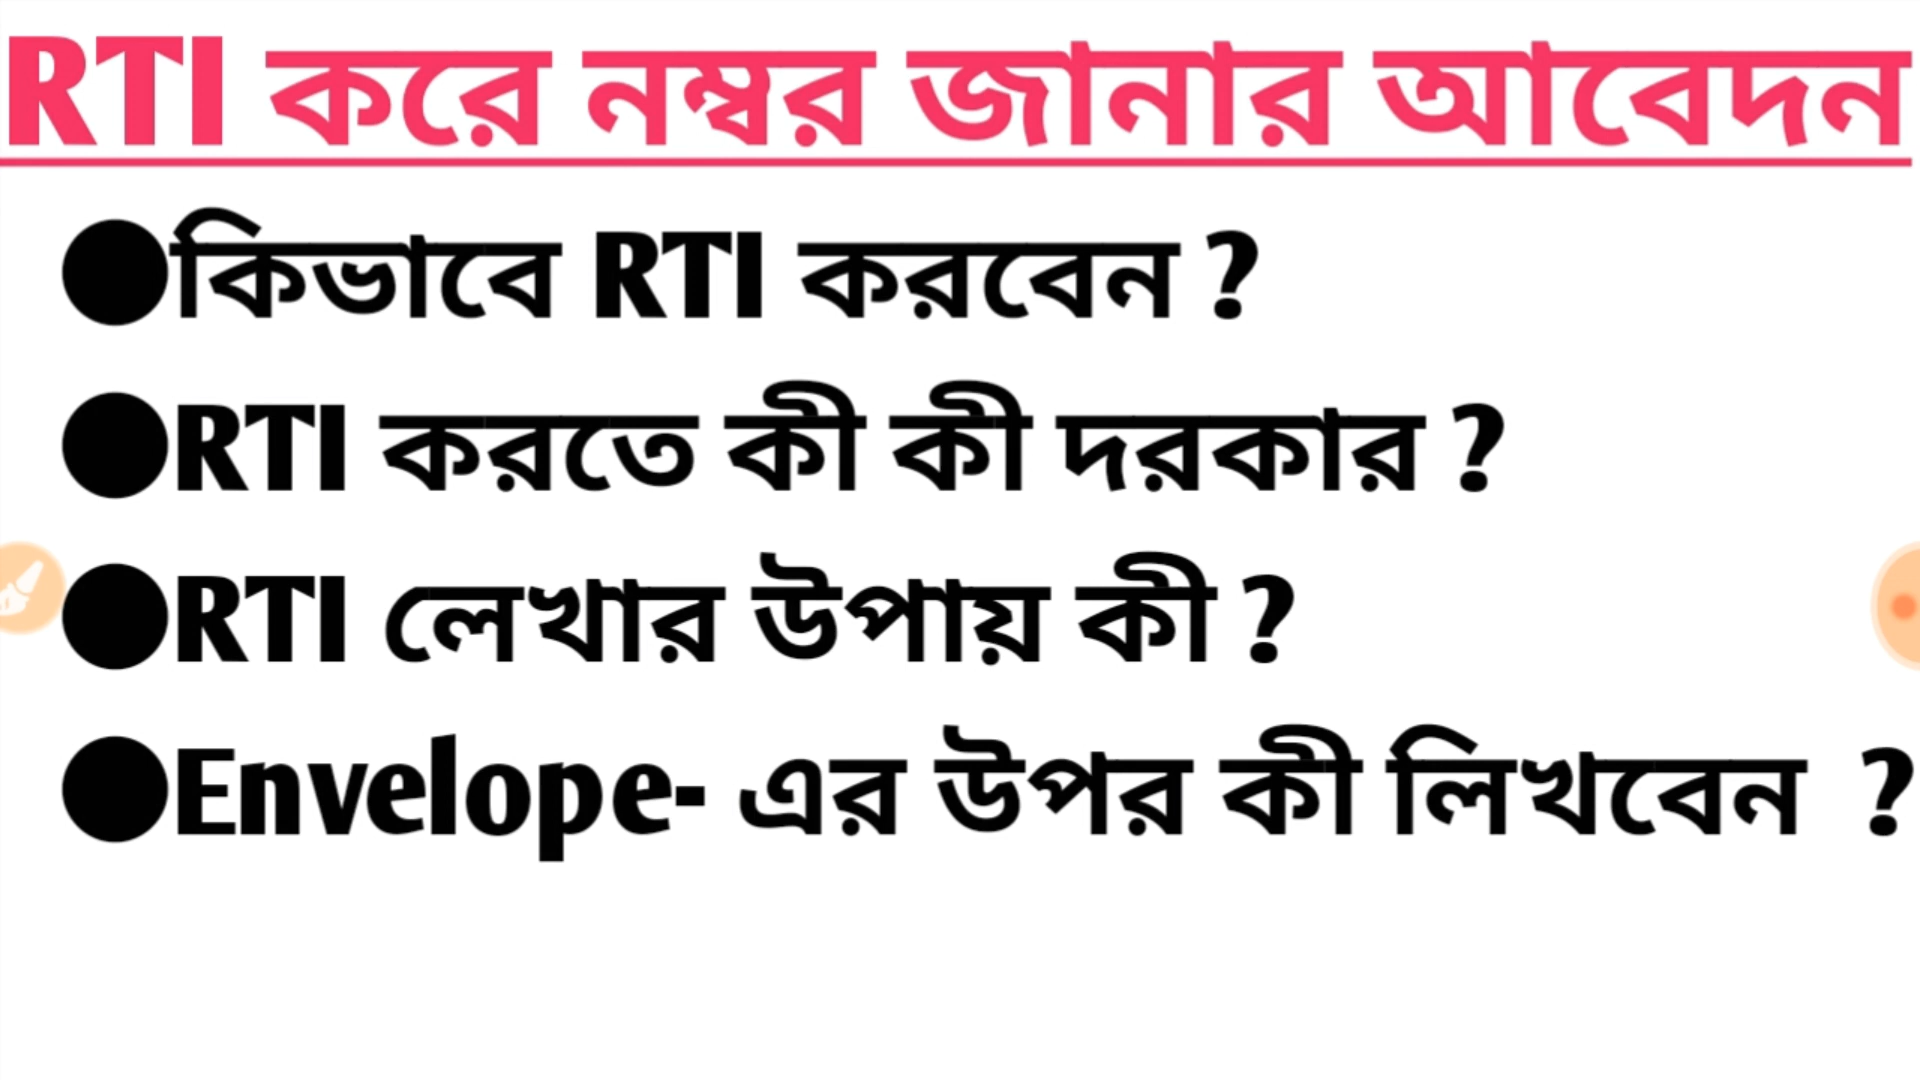 RTI করে নম্বর জানার আবেদন
●কিভাবে RTI করবেন ?
●RTI করতে কী কী দরকার ?
●RTI লেখার উপায় কী ?
●Envelope- এর উপর কী লিখবেন ?